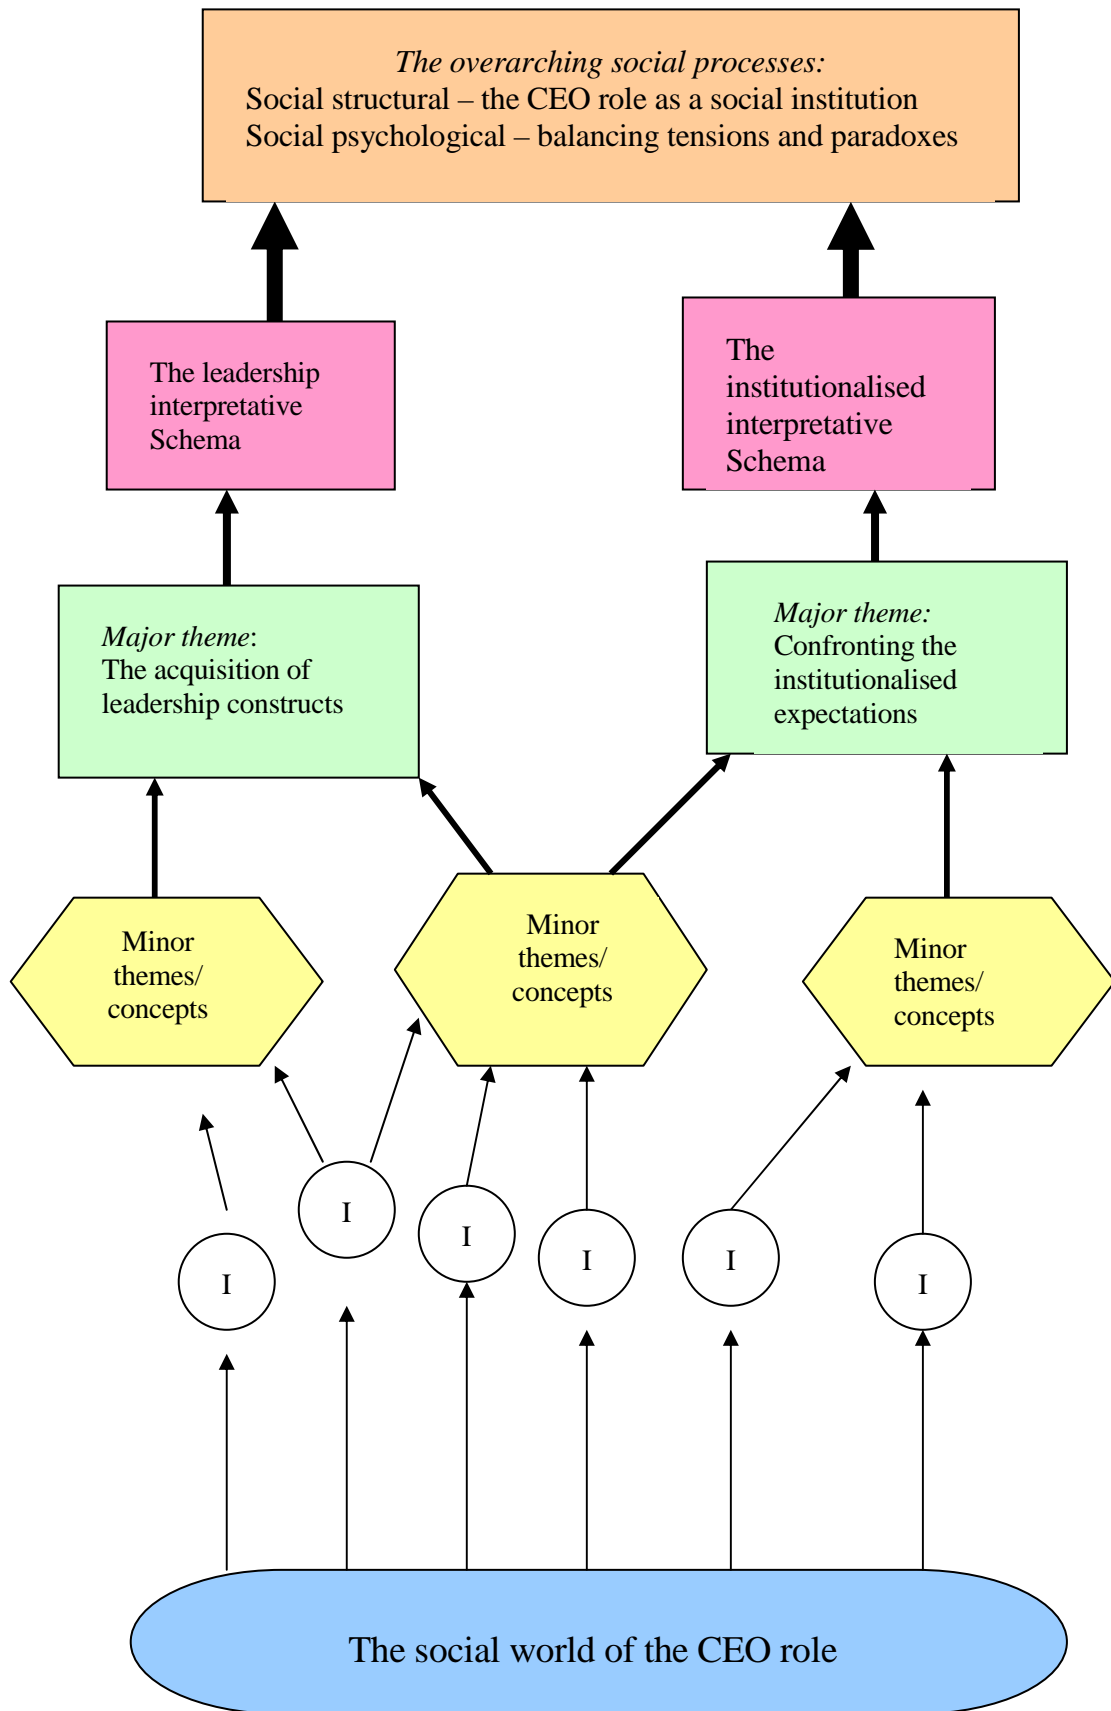 The overarching social processes:
Social structural – the CEO role as a social institution
Social psychological – balancing tensions and paradoxes
The leadership
interpretative
Schema
The
institutionalised
interpretative
Schema
Major theme:
The acquisition of
leadership constructs
Major theme:
Confronting the
institutionalised
expectations
Minor
themes/
concepts
Minor
themes/
concepts
Minor
themes/
concepts
I
I
I
I
I
I
The social world of the CEO role